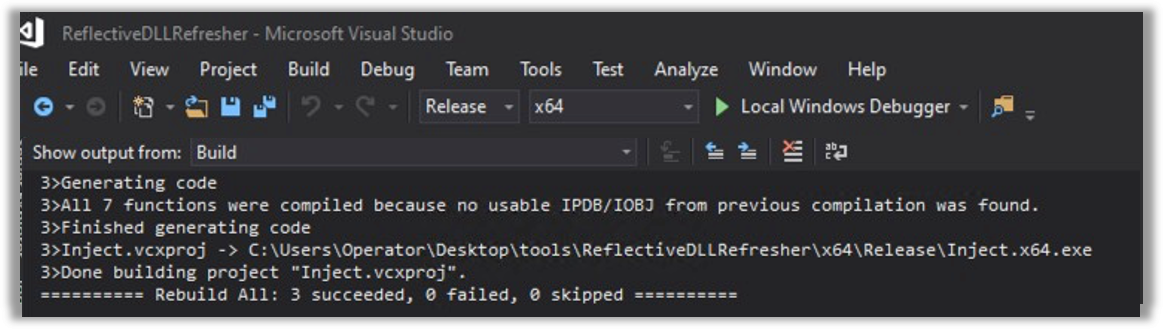 ReflectiveDLLRefresher - Microsoft Visual Studio
ile Edit View Project Build Debug Team Tools Test Analyze Window Help
Release x64 Local Windows Debugger
Show output from: Build
3>Generating code
3>All 7 functions were compiled because no usable IPDB/IOBJ from previous compilation was found.
3>Finished generating code
3>Inject.vcxproj -> C:\Users\Operator\Desktop\tools\ReflectiveDLLRefresher\x64\Release\Inject.x64.exe
3>Done building project "Inject.vcxproj".
========== Rebuild All: 3 succeeded, 0 failed, 0 skipped ==========